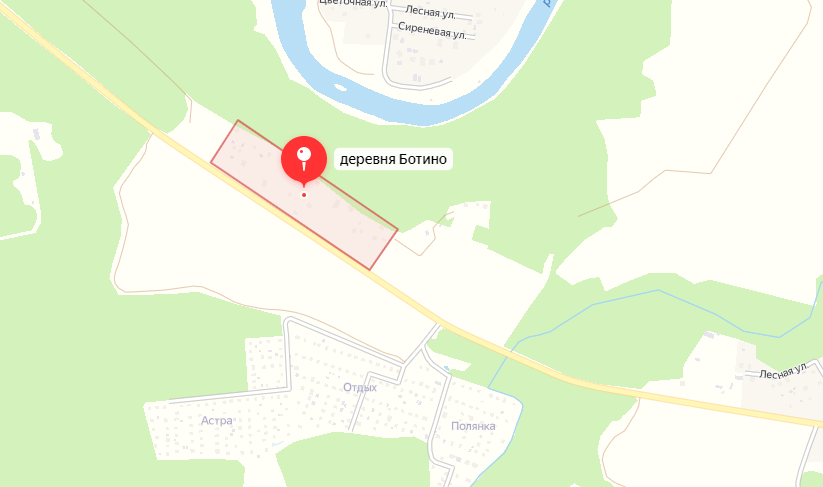 Цветочная ул.
Лесная ул.
Сиреневая ул.
деревня Ботино
Лесная ул.
Отдых
Астра
Полянка